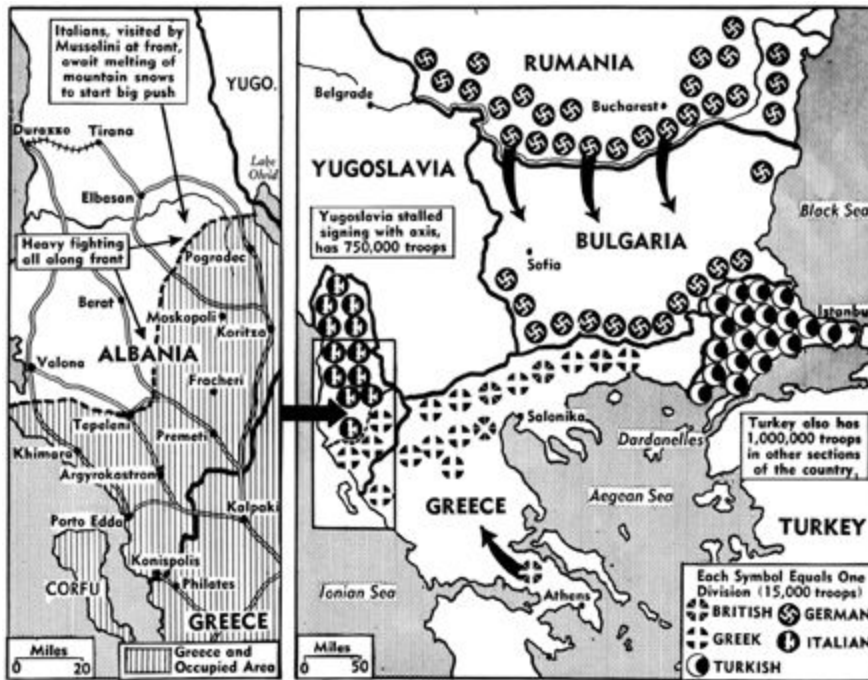 Italians, visited by
Mussolini at front,
await melting of
mountain snows
to start big push
YUGO.
Durazzo
Tirana
Lake
Ohrid
Elbasan
Heavy fighting
all along front
Pogradec
Berat
Moskopoli
Koritza
ALBANIA
Valona
Fracheri
Tepeleni
Premeti
Khimara
Argyrokastron
Kalpaki
Porto Edda
Konispolis
Philates
CORFU
GREECE
Miles
0 20
Greece and
Occupied Area
RUMANIA
Belgrade
Bucharest
YUGOSLAVIA
Yugoslavia stalled
signing with axis,
has 750,000 troops
Black Sea
BULGARIA
Sofia
Istanbul
Salonika
Dardanelles
Turkey also has
1,000,000 troops
in other sections
of the country.
Aegean Sea
GREECE
TURKEY
Ionian Sea
Athens
Miles
0 50
Each Symbol Equals One
Division (15,000 troops)
BRITISH
GERMAN
GREEK
ITALIAN
TURKISH